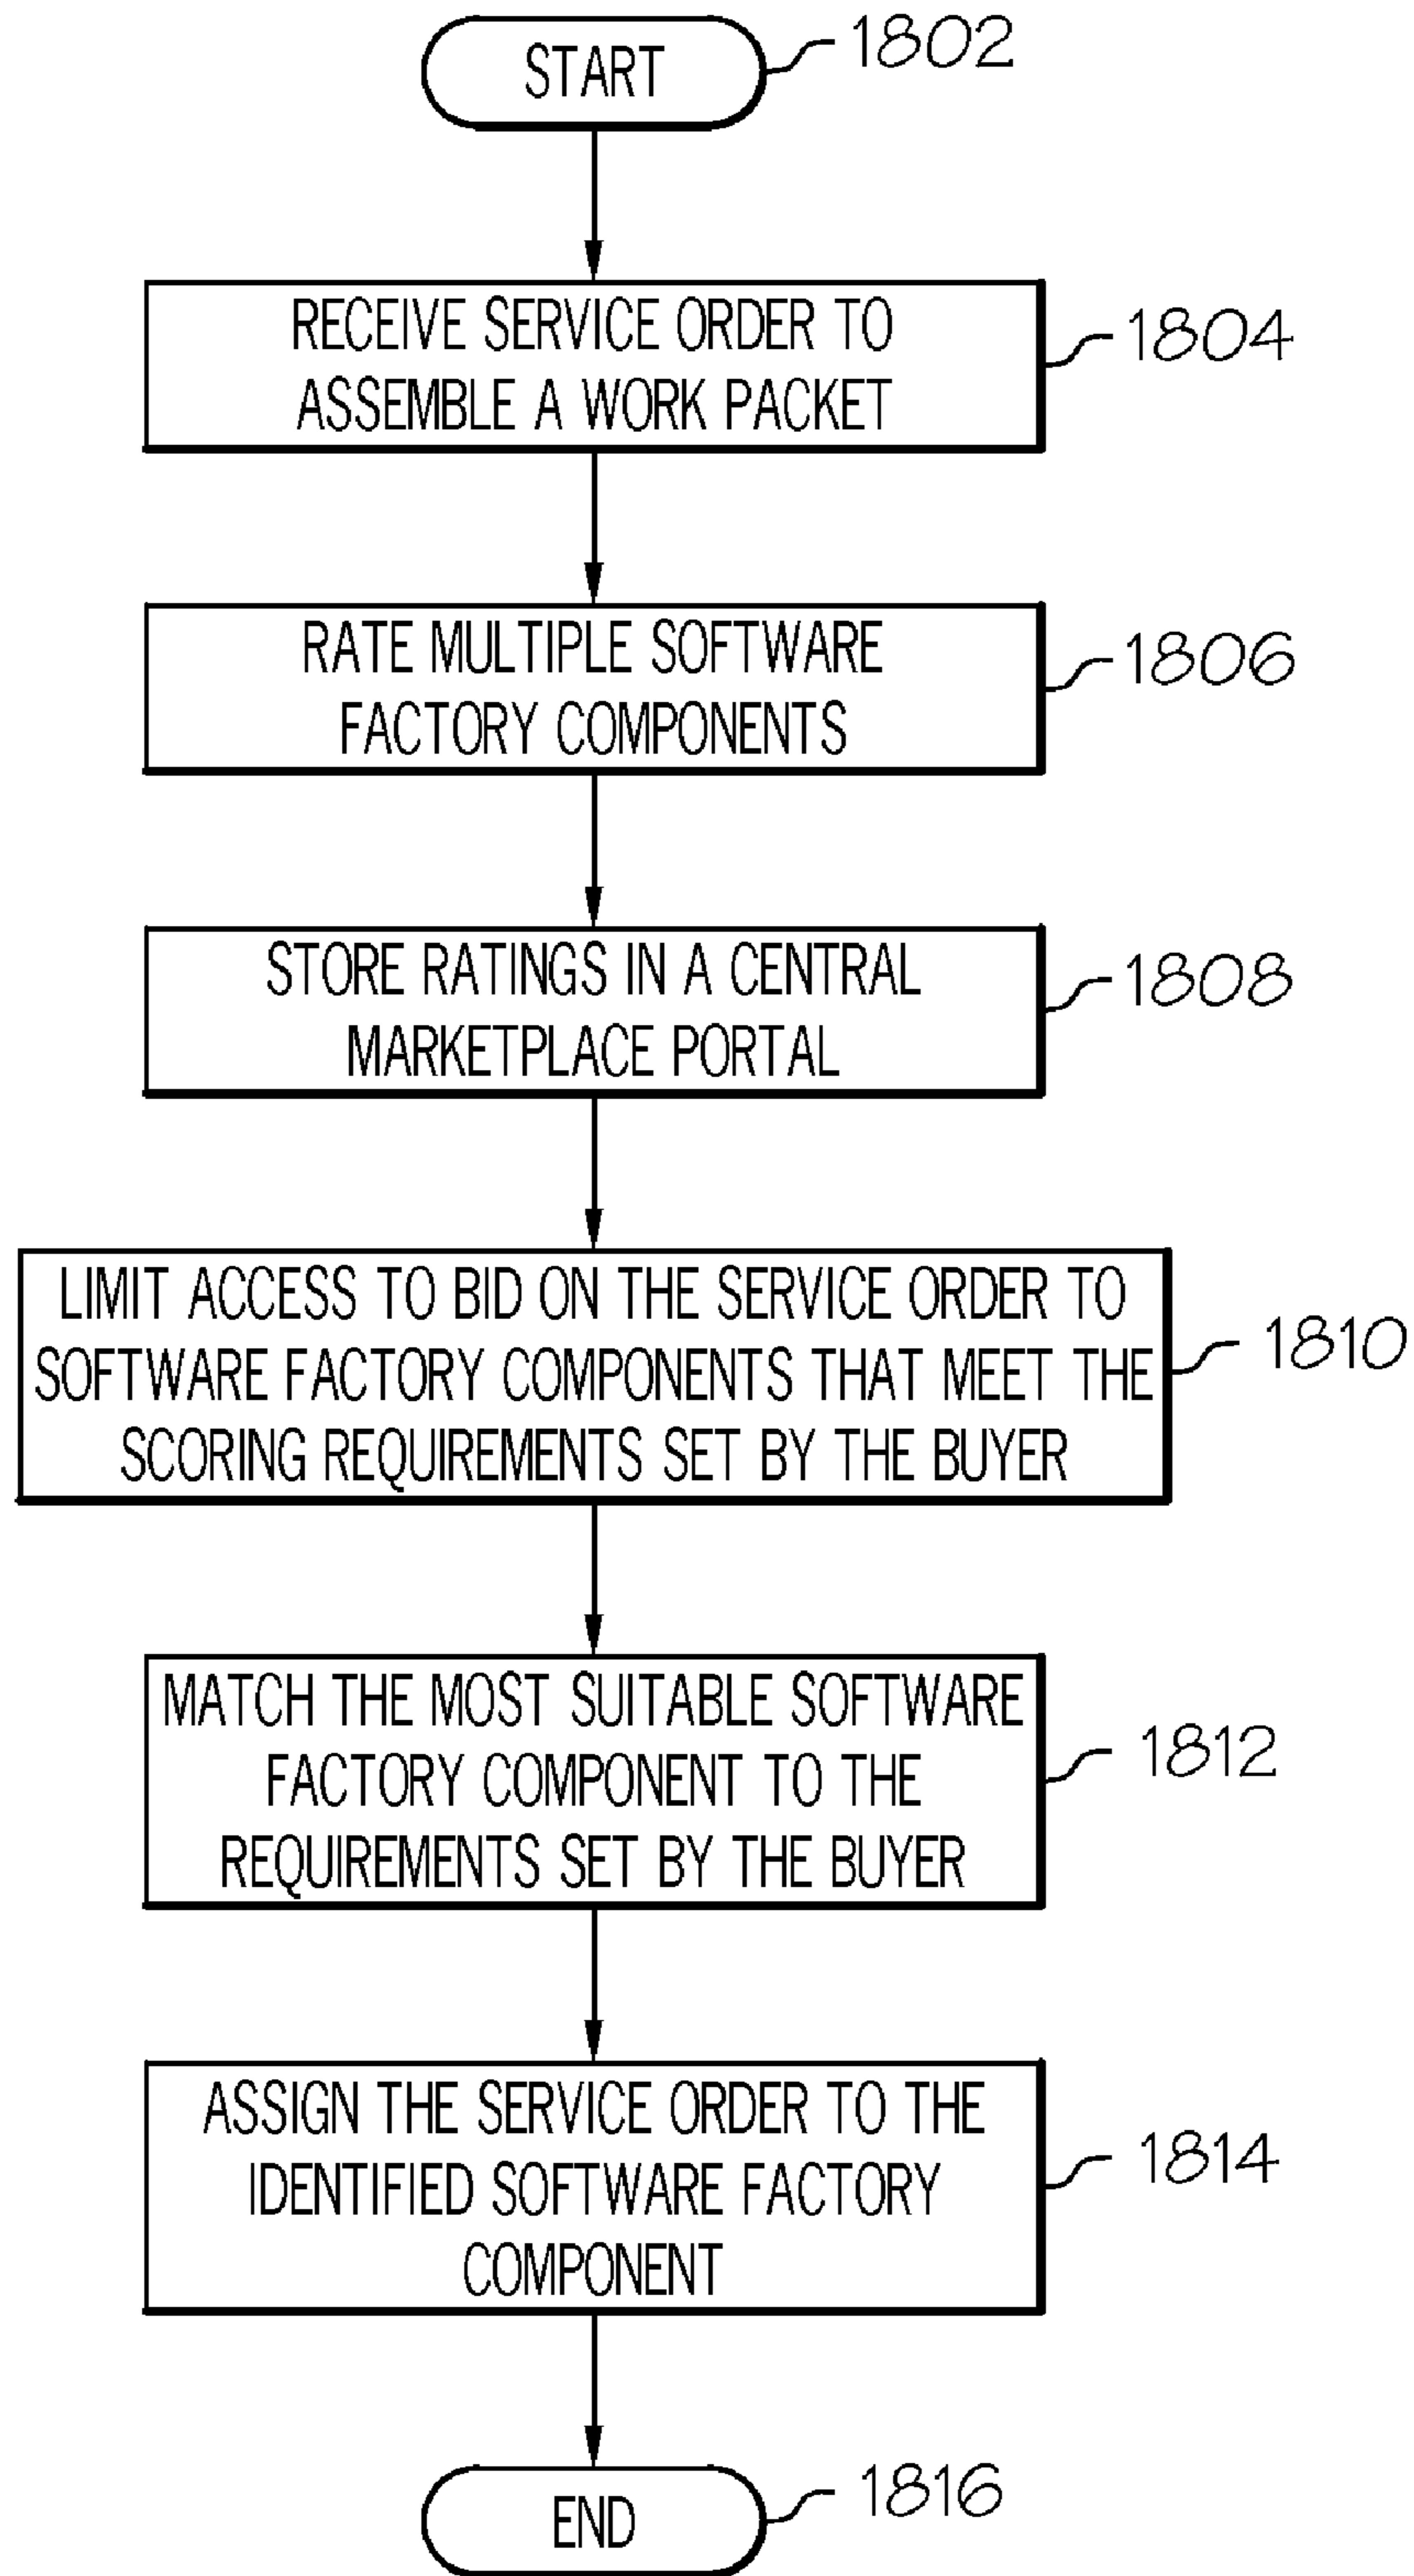 START
1802
RECEIVE SERVICE ORDER TO
ASSEMBLE A WORK PACKET
1804
RATE MULTIPLE SOFTWARE
FACTORY COMPONENTS
1806
STORE RATINGS IN A CENTRAL
MARKETPLACE PORTAL
1808
LIMIT ACCESS TO BID ON THE SERVICE ORDER TO
SOFTWARE FACTORY COMPONENTS THAT MEET THE
SCORING REQUIREMENTS SET BY THE BUYER
1810
MATCH THE MOST SUITABLE SOFTWARE
FACTORY COMPONENT TO THE
REQUIREMENTS SET BY THE BUYER
1812
ASSIGN THE SERVICE ORDER TO THE
IDENTIFIED SOFTWARE FACTORY
COMPONENT
1814
END
1816